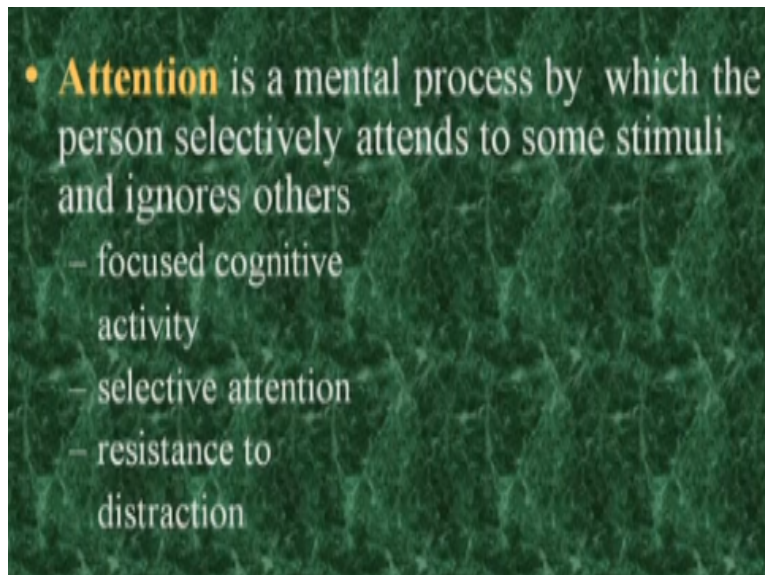 • Attention is a mental process by which the
person selectively attends to some stimuli
and ignores others
– focused cognitive
activity
– selective attention
– resistance to
distraction